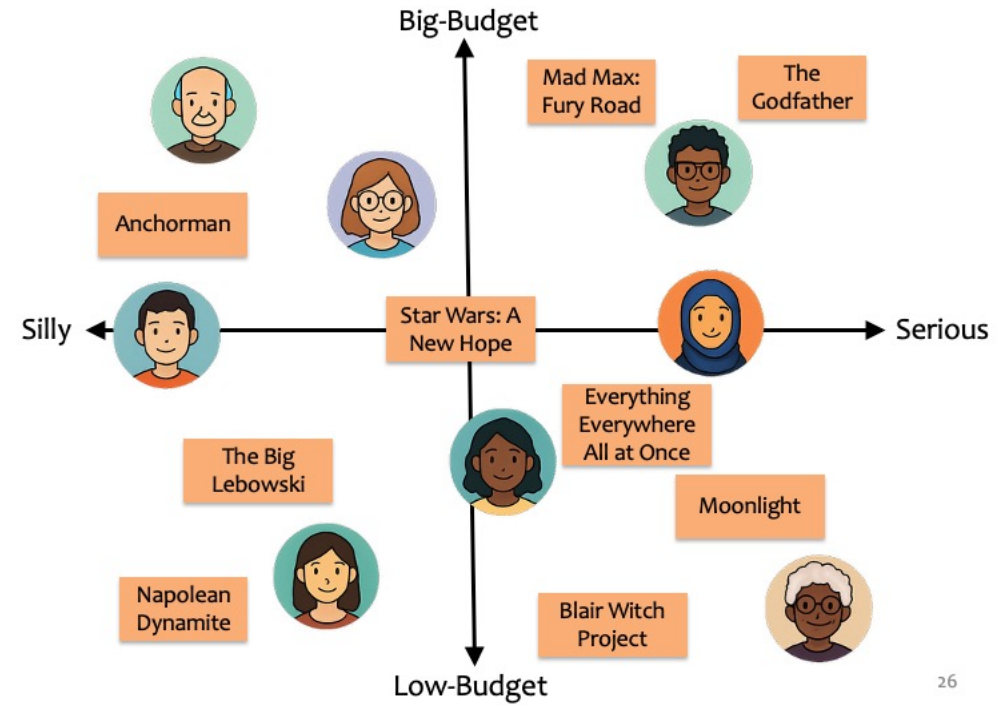 Big-Budget
Mad Max:
Fury Road
The
Godfather
Anchorman
Silly
Star Wars: A
New Hope
Serious
Everything
Everywhere
All at Once
The Big
Lebowski
Moonlight
Napolean
Dynamite
Blair Witch
Project
Low-Budget
26